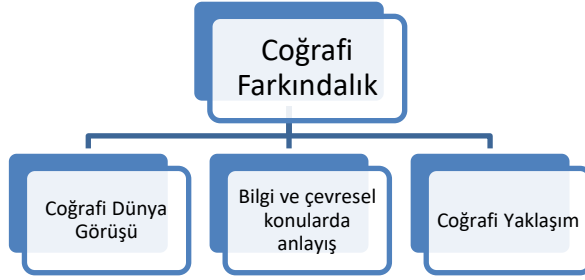 Coğrafi
Farkındalık
Coğrafi Dünya
Görüşü
Bilgi ve çevresel
konularda
anlayış
Coğrafi Yaklaşım